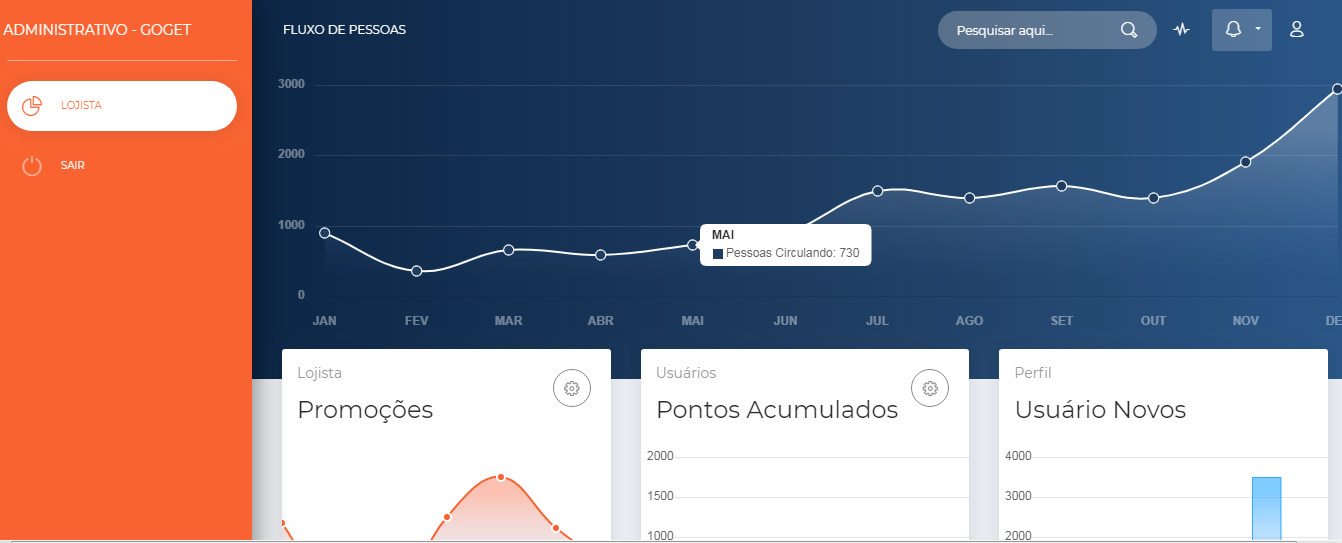 ADMINISTRATIVO - GOGET
LOJISTA
SAIR
FLUXO DE PESSOAS
Pesquisar aqui...
3000
2000
1000
0
MAI
Pessoas Circulando: 730
JAN FEV MAR ABR MAI JUN JUL AGO SET OUT NOV DE
Lojista
Promoções
Usuários
Pontos Acumulados
2000
1500
1000
Perfil
Usuário Novos
4000
3000
2000